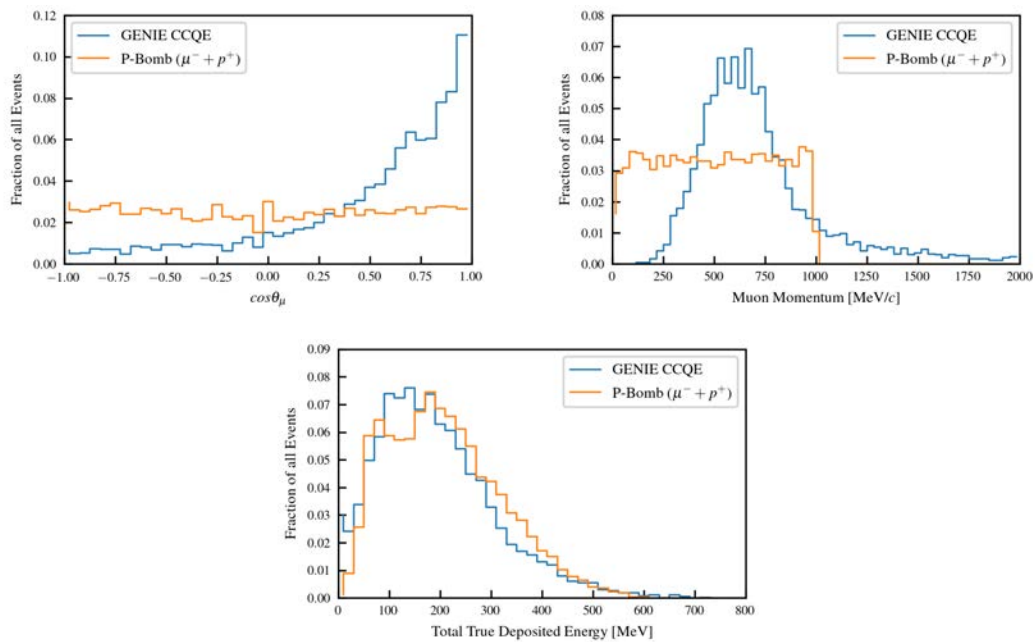 0.12
0.10
0.08
0.06
0.04
0.02
0.00
Fraction of all Events
GENIE CCQE
P-Bomb (μ⁻ + p⁺)
−1.00 −0.75 −0.50 −0.25 0.00 0.25 0.50 0.75 1.00
cosθμ
0.08
0.07
0.06
0.05
0.04
0.03
0.02
0.01
0.00
Fraction of all Events
GENIE CCQE
P-Bomb (μ⁻ + p⁺)
0 250 500 750 1000 1250 1500 1750 2000
Muon Momentum [MeV/c]
0.09
0.08
0.07
0.06
0.05
0.04
0.03
0.02
0.01
0.00
Fraction of all Events
GENIE CCQE
P-Bomb (μ⁻ + p⁺)
0 100 200 300 400 500 600 700 800
Total True Deposited Energy [MeV]